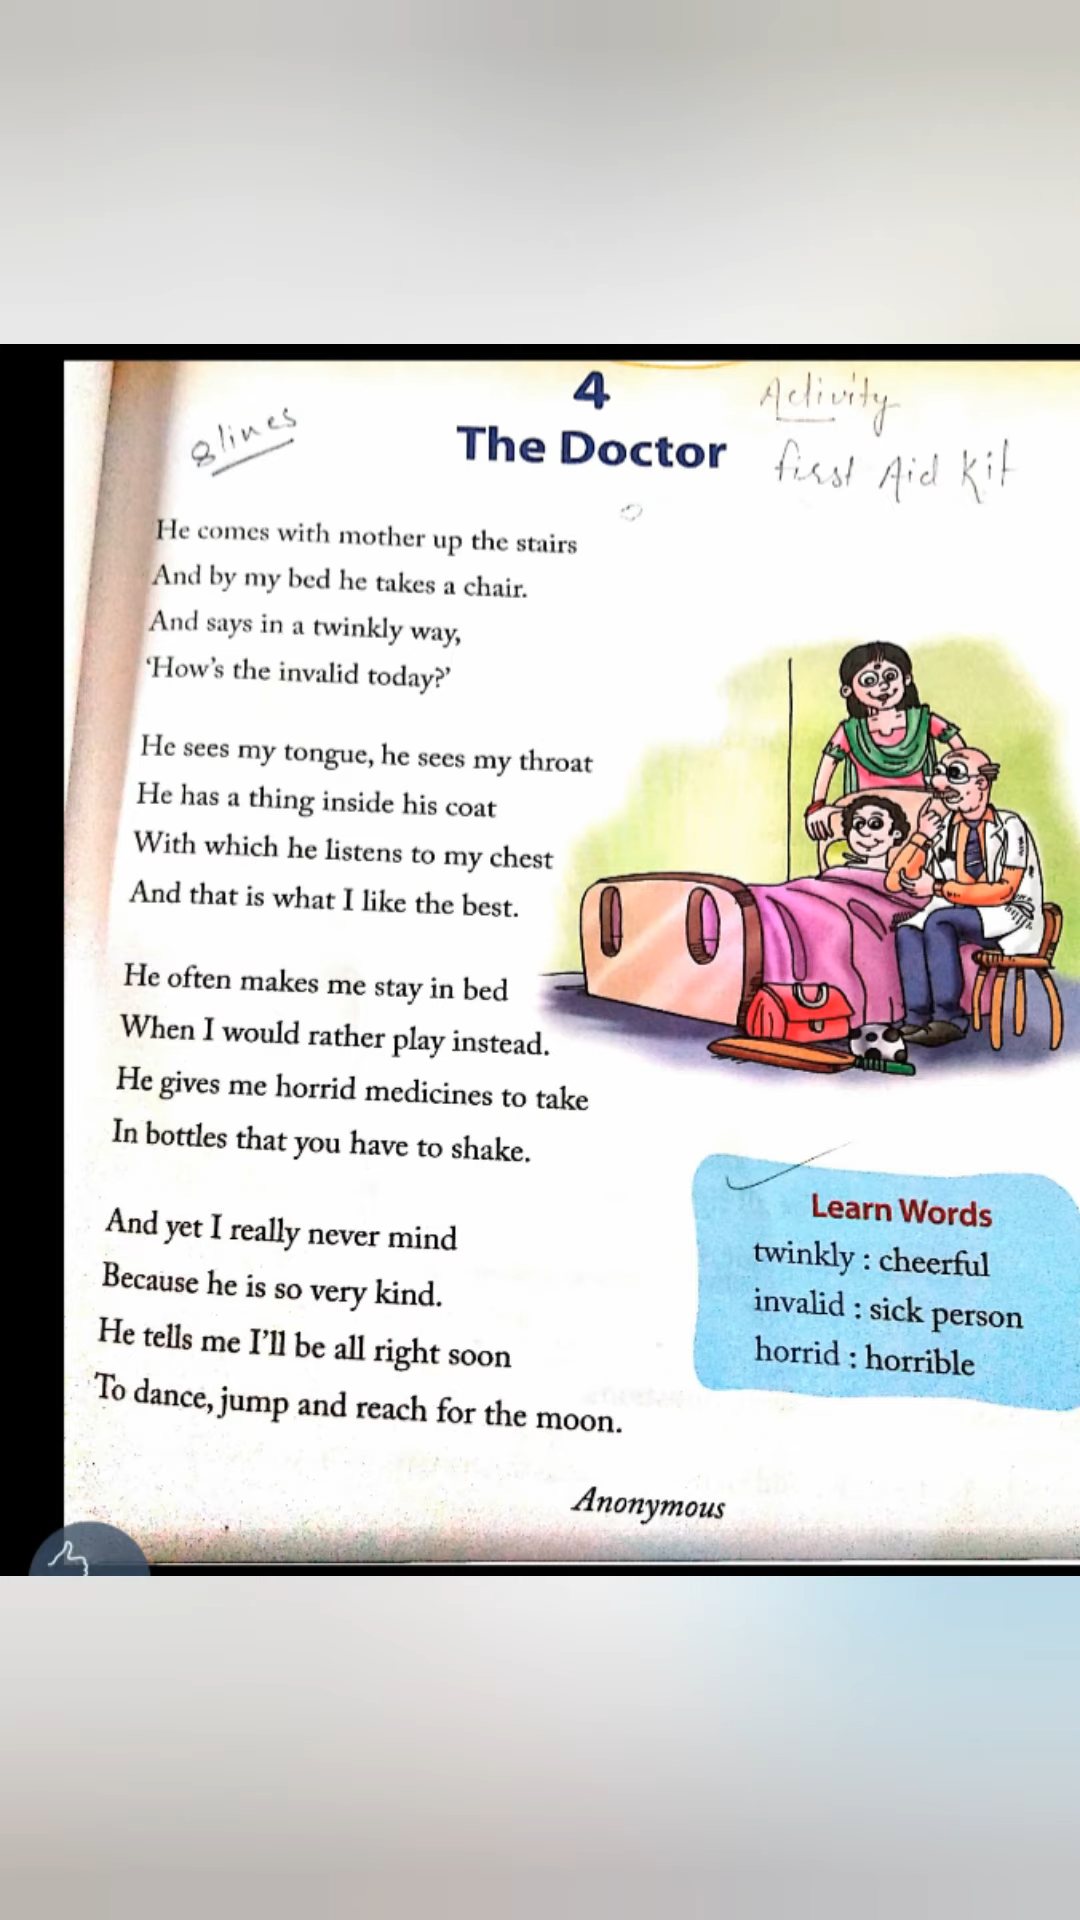 4
The Doctor
8 lines
Activity
first Aid Kit
He comes with mother up the stairs
And by my bed he takes a chair.
And says in a twinkly way,
‘How’s the invalid today?’
He sees my tongue, he sees my throat
He has a thing inside his coat
With which he listens to my chest
And that is what I like the best.
He often makes me stay in bed
When I would rather play instead.
He gives me horrid medicines to take
In bottles that you have to shake.
And yet I really never mind
Because he is so very kind.
He tells me I’ll be all right soon
To dance, jump and reach for the moon.
Anonymous
Learn Words
twinkly : cheerful
invalid : sick person
horrid : horrible